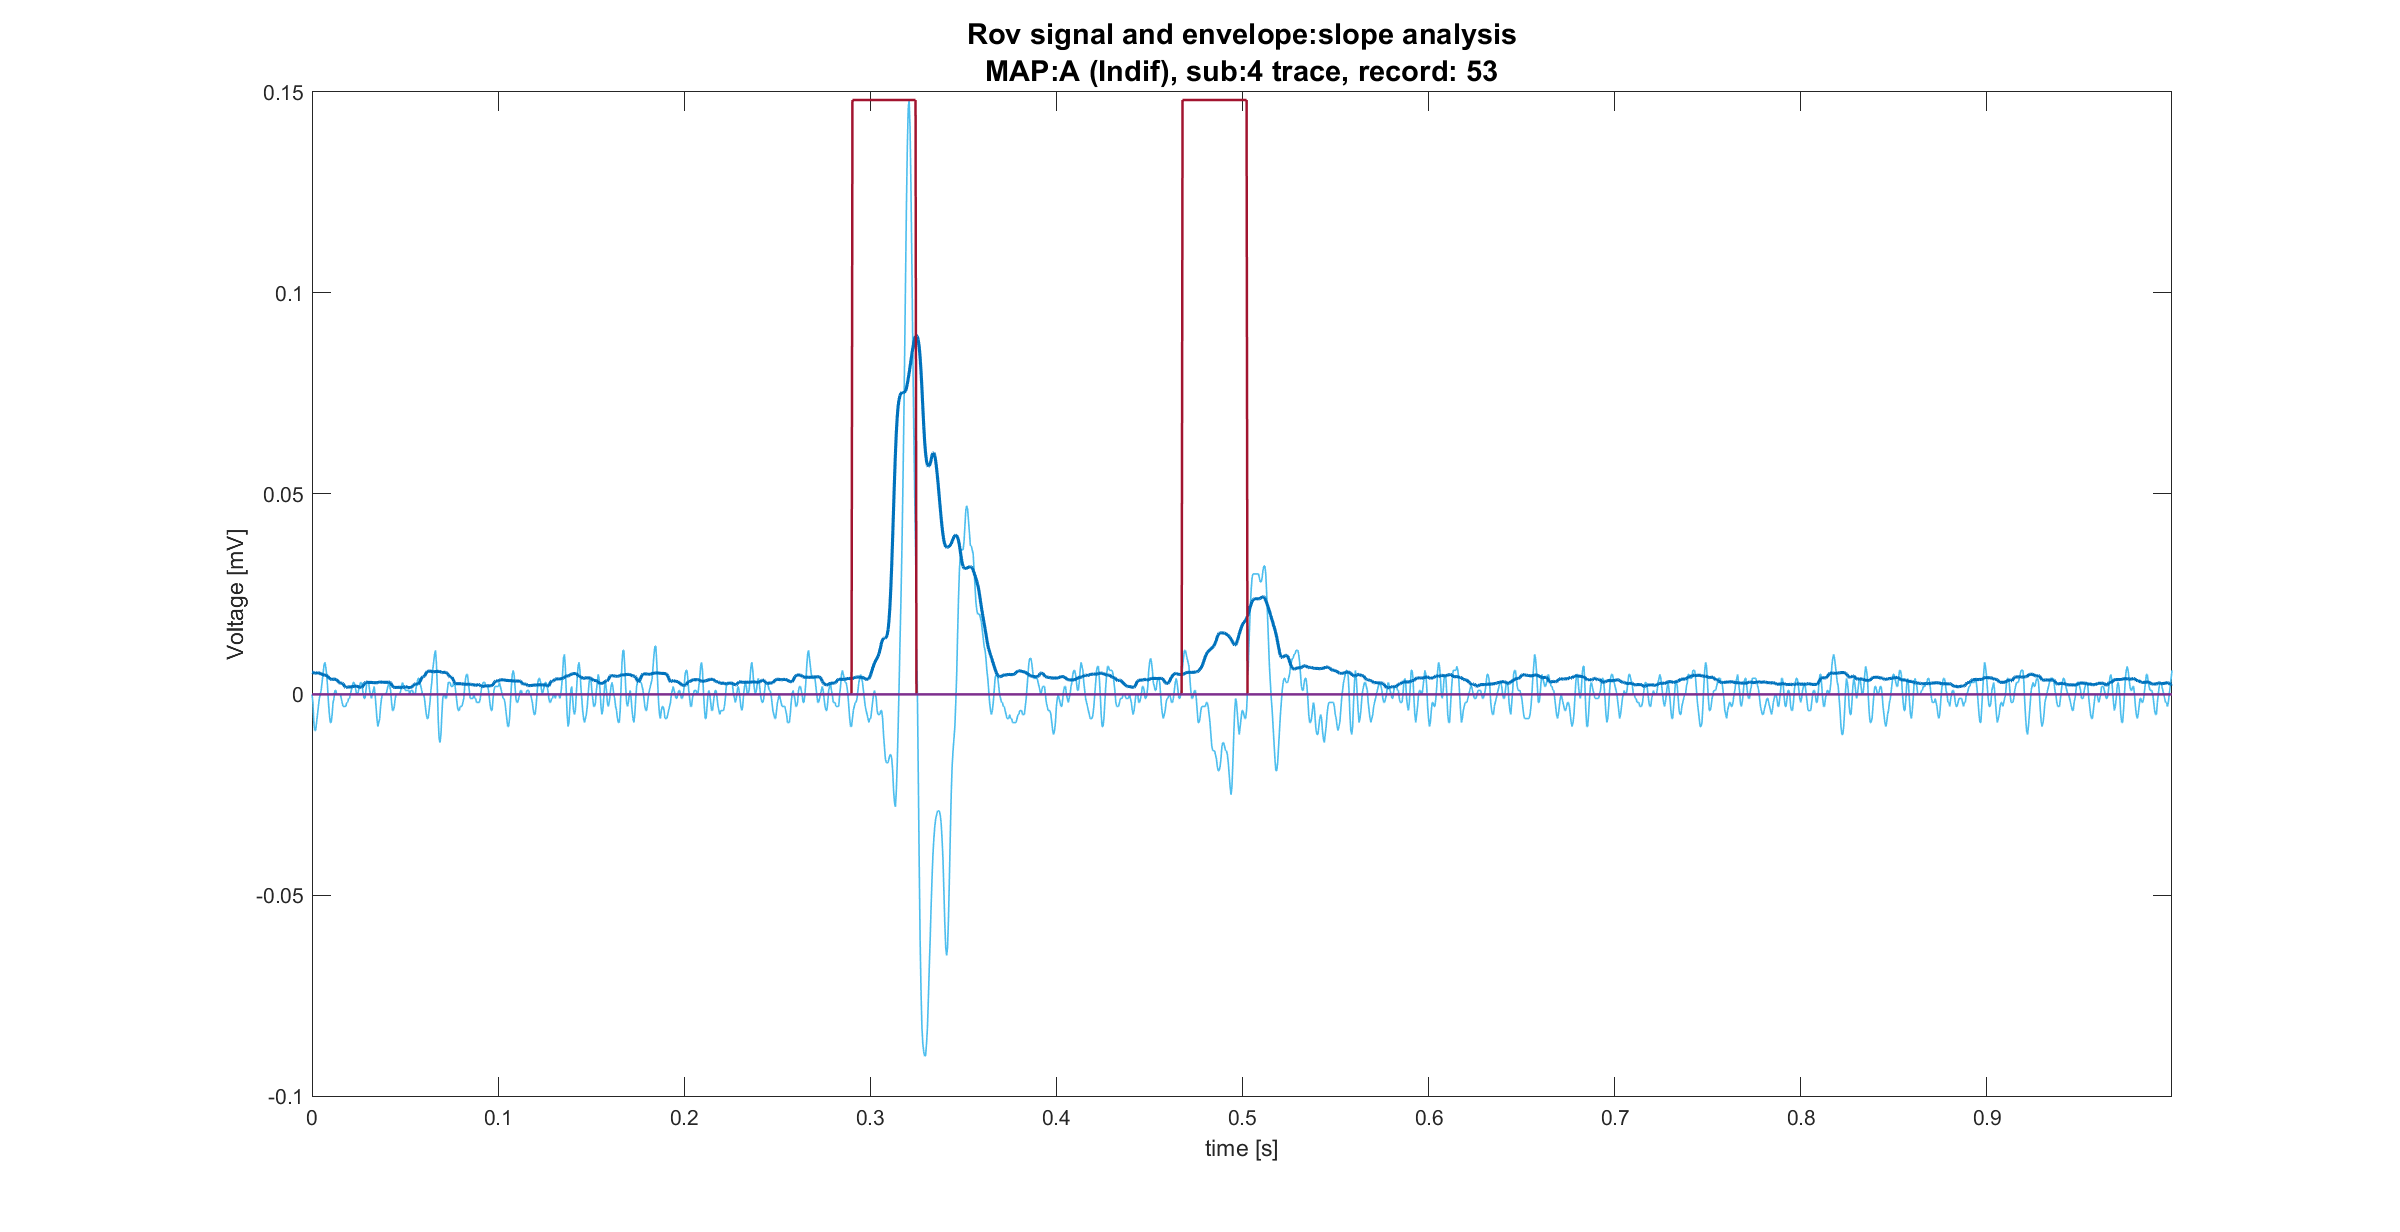 Rov signal and envelope:slope analysis
MAP:A (Indif), sub:4 trace, record: 53
0.15
0.1
0.05
0
-0.05
-0.1
Voltage [mV]
0 0.1 0.2 0.3 0.4 0.5 0.6 0.7 0.8 0.9
time [s]